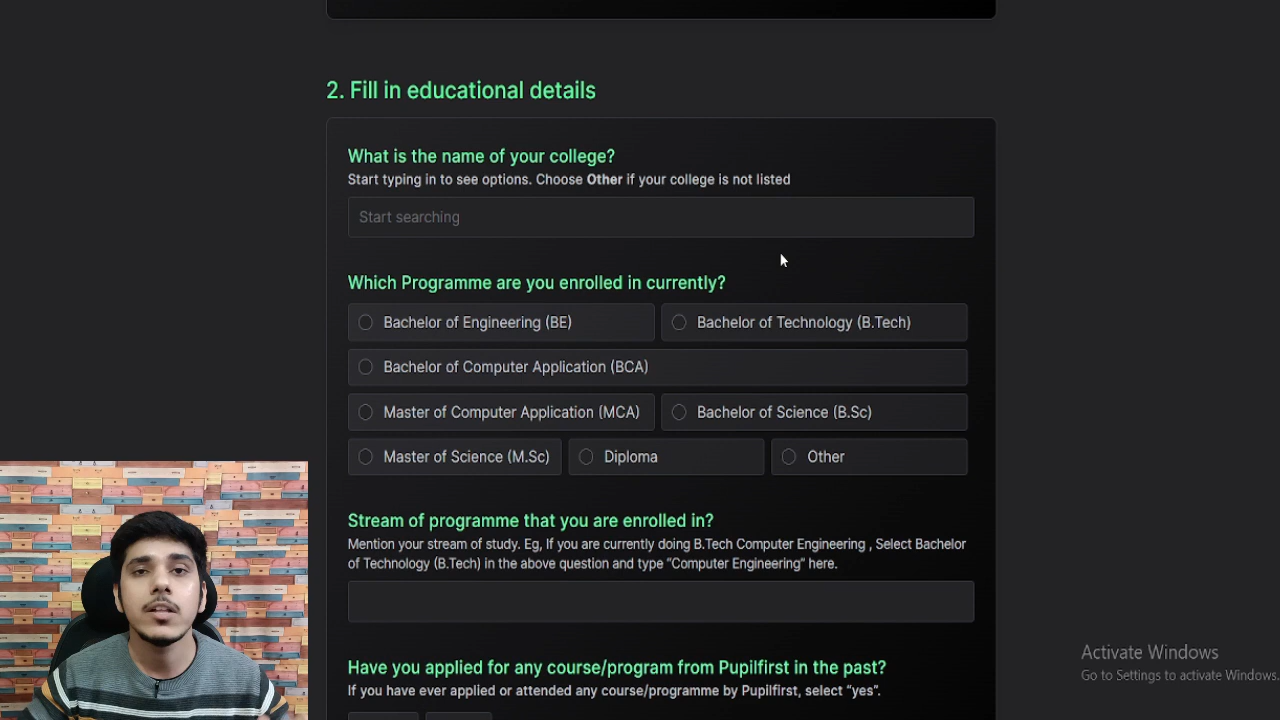 2. Fill in educational details
What is the name of your college?
Start typing in to see options. Choose Other if your college is not listed
Start searching
Which Programme are you enrolled in currently?
Bachelor of Engineering (BE)
Bachelor of Technology (B.Tech)
Bachelor of Computer Application (BCA)
Master of Computer Application (MCA)
Bachelor of Science (B.Sc)
Master of Science (M.Sc)
Diploma
Other
Stream of programme that you are enrolled in?
Mention your stream of study. Eg, If you are currently doing B.Tech Computer Engineering , Select Bachelor
of Technology (B.Tech) in the above question and type “Computer Engineering” here.
Have you applied for any course/program from Pupilfirst in the past?
If you have ever applied or attended any course/programme by Pupilfirst, select “yes”.
Activate Windows
Go to Settings to activate Windows.